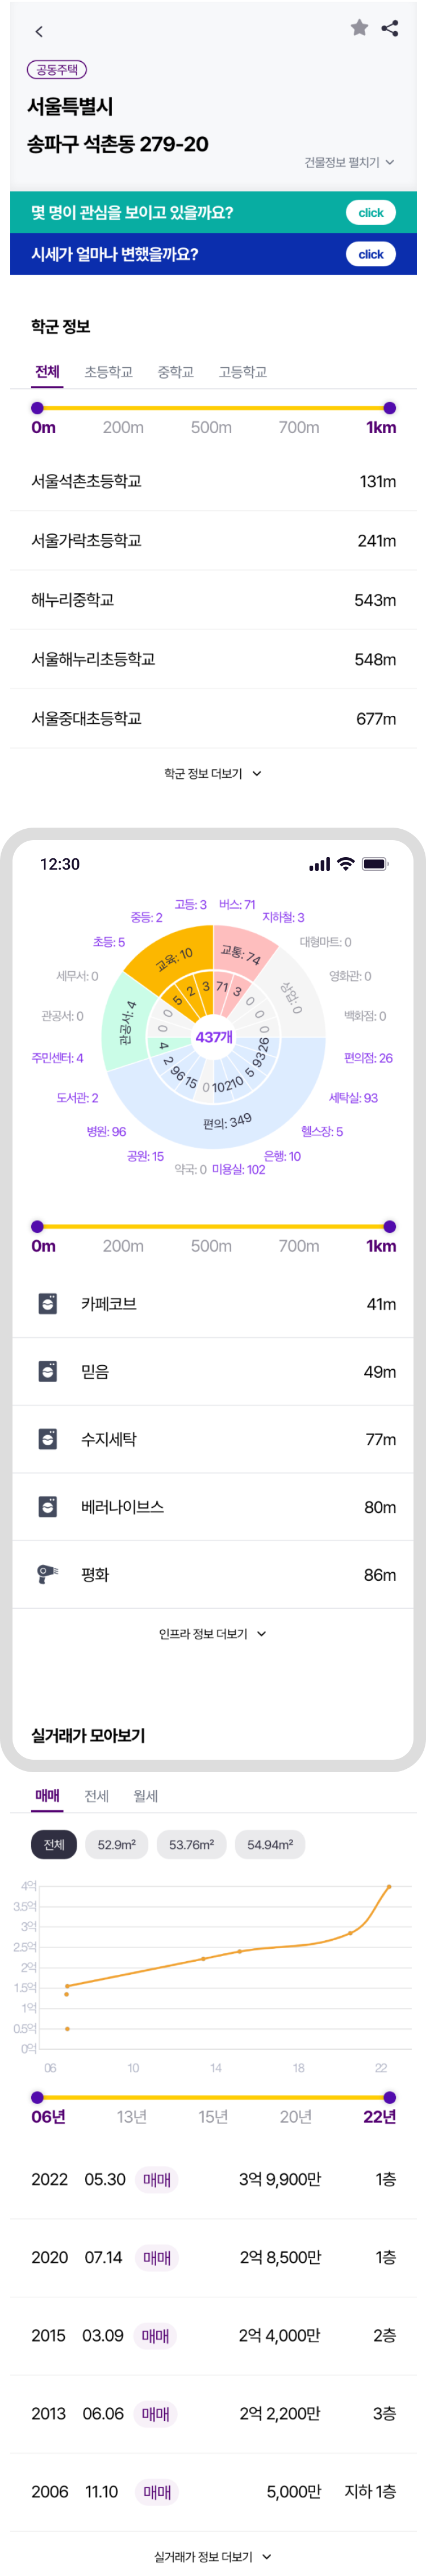 공동주택
서울특별시
송파구 석촌동 279-20
건물정보 펼치기
몇 명이 관심을 보이고 있을까요? click
시세가 얼마나 변했을까요? click
학군 정보
전체 초등학교 중학교 고등학교
0m 200m 500m 700m 1km
서울석촌초등학교 131m
서울가락초등학교 241m
해누리중학교 543m
서울해누리초등학교 548m
서울중대초등학교 677m
학군 정보 더보기
12:30
고등: 3 버스: 71
중등: 2 지하철: 3
초등: 5 대형마트: 0
세무서: 0 영화관: 0
관공서: 0 백화점: 0
주민센터: 4 편의점: 26
도서관: 2 세탁실: 93
병원: 96 헬스장: 5
공원: 15 은행: 10
약국: 0 미용실: 102
교육: 10 교통: 74
관공서: 4 상업: 0
편의: 349
5 2 3 71 3 0 0 0
0 0 4 2 96 15 0 102 10 5 93 26
437개
0m 200m 500m 700m 1km
카페코브 41m
믿음 49m
수지세탁 77m
베러나이브스 80m
평화 86m
인프라 정보 더보기
실거래가 모아보기
매매 전세 월세
전체 52.9m² 53.76m² 54.94m²
4억
3.5억
3억
2.5억
2억
1.5억
1억
0.5억
0억
06 10 14 18 22
06년 13년 15년 20년 22년
2022 05.30 매매 3억 9,900만 1층
2020 07.14 매매 2억 8,500만 1층
2015 03.09 매매 2억 4,000만 2층
2013 06.06 매매 2억 2,200만 3층
2006 11.10 매매 5,000만 지하 1층
실거래가 정보 더보기